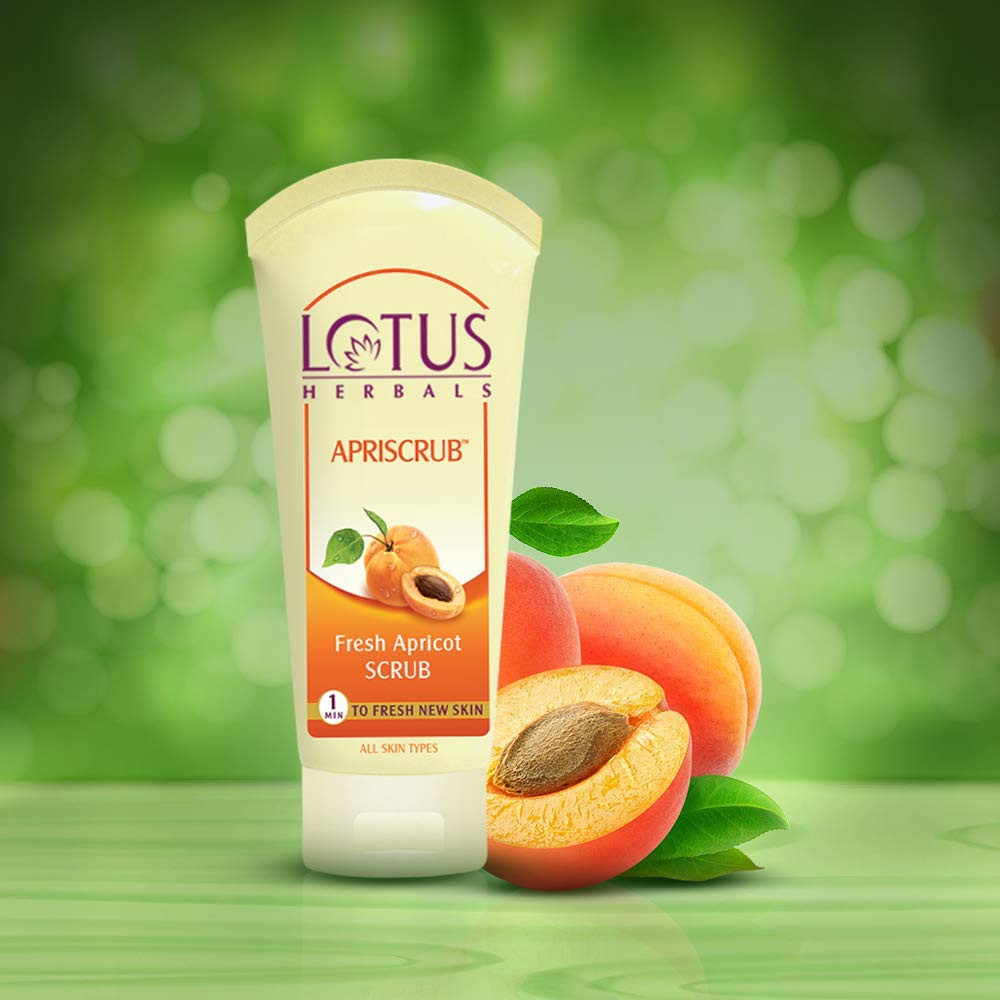 LOTUS
HERBALS
APRISCRUB™
Fresh Apricot
SCRUB
1
MIN
TO FRESH NEW SKIN
ALL SKIN TYPES